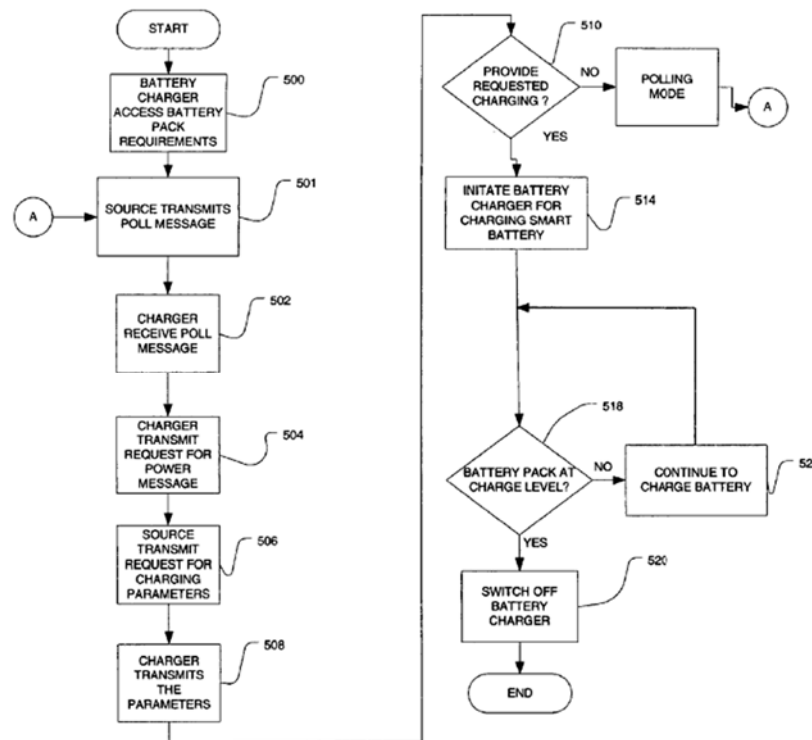 START
BATTERY
CHARGER
ACCESS BATTERY
PACK
REQUIREMENTS
500
A
SOURCE TRANSMITS
POLL MESSAGE
501
CHARGER
RECEIVE POLL
MESSAGE
502
CHARGER
TRANSMIT
REQUEST FOR
POWER MESSAGE
504
SOURCE
TRANSMIT
REQUEST FOR
CHARGING
PARAMETERS
506
CHARGER
TRANSMITS
THE
PARAMETERS
508
PROVIDE
REQUESTED
CHARGING ?
510
NO
POLLING
MODE
A
YES
INITATE BATTERY
CHARGER FOR
CHARGING SMART
BATTERY
514
BATTERY PACK AT
CHARGE LEVEL?
518
NO
CONTINUE TO
CHARGE BATTERY
52
YES
SWITCH OFF
BATTERY
CHARGER
520
END